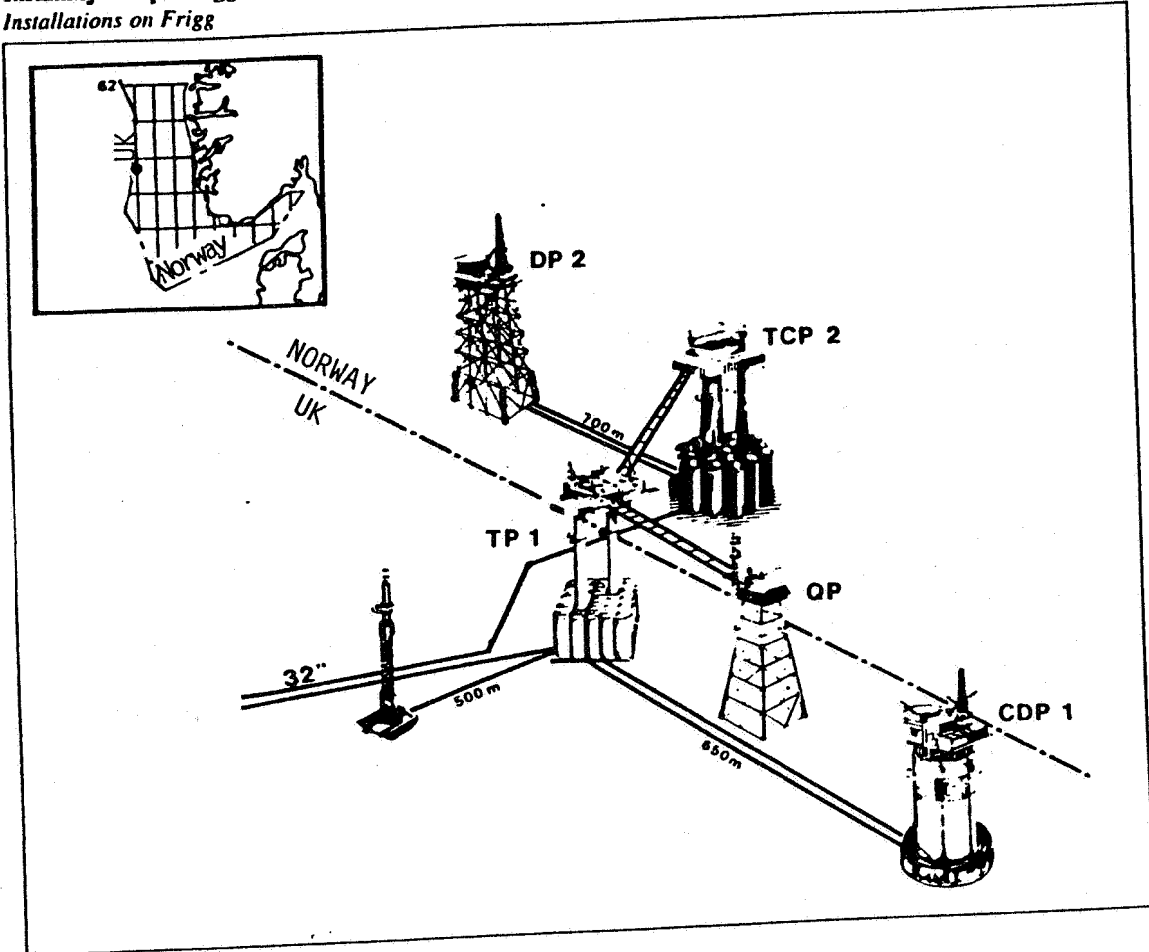 Installations on Frigg
62°
UK
Norway
DP 2
TCP 2
NORWAY
UK
700 m
TP 1
QP
32"
500 m
CDP 1
650 m